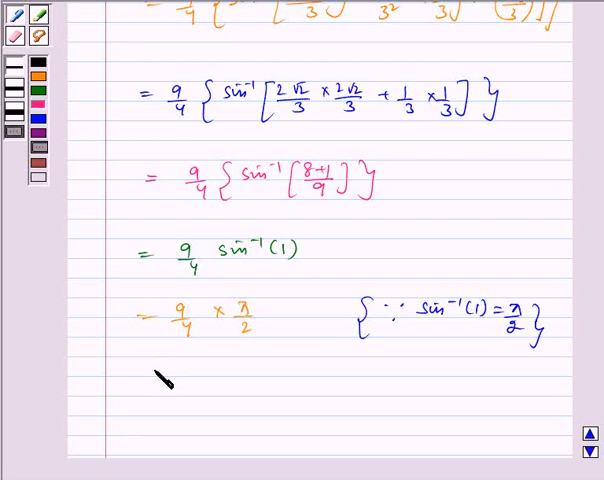 = 9/4 { sin⁻¹ [ 2√2/3 × 2√2/3 + 1/3 × 1/3 ] }
= 9/4 { sin⁻¹ [ 8+1/9 ] }
= 9/4 sin⁻¹ (1)
= 9/4 × π/2 { ∵ sin⁻¹ (1) = π/2 }